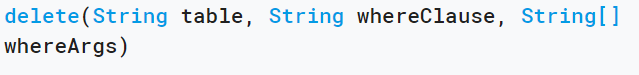 delete(String table, String whereClause, String[]
whereArgs)